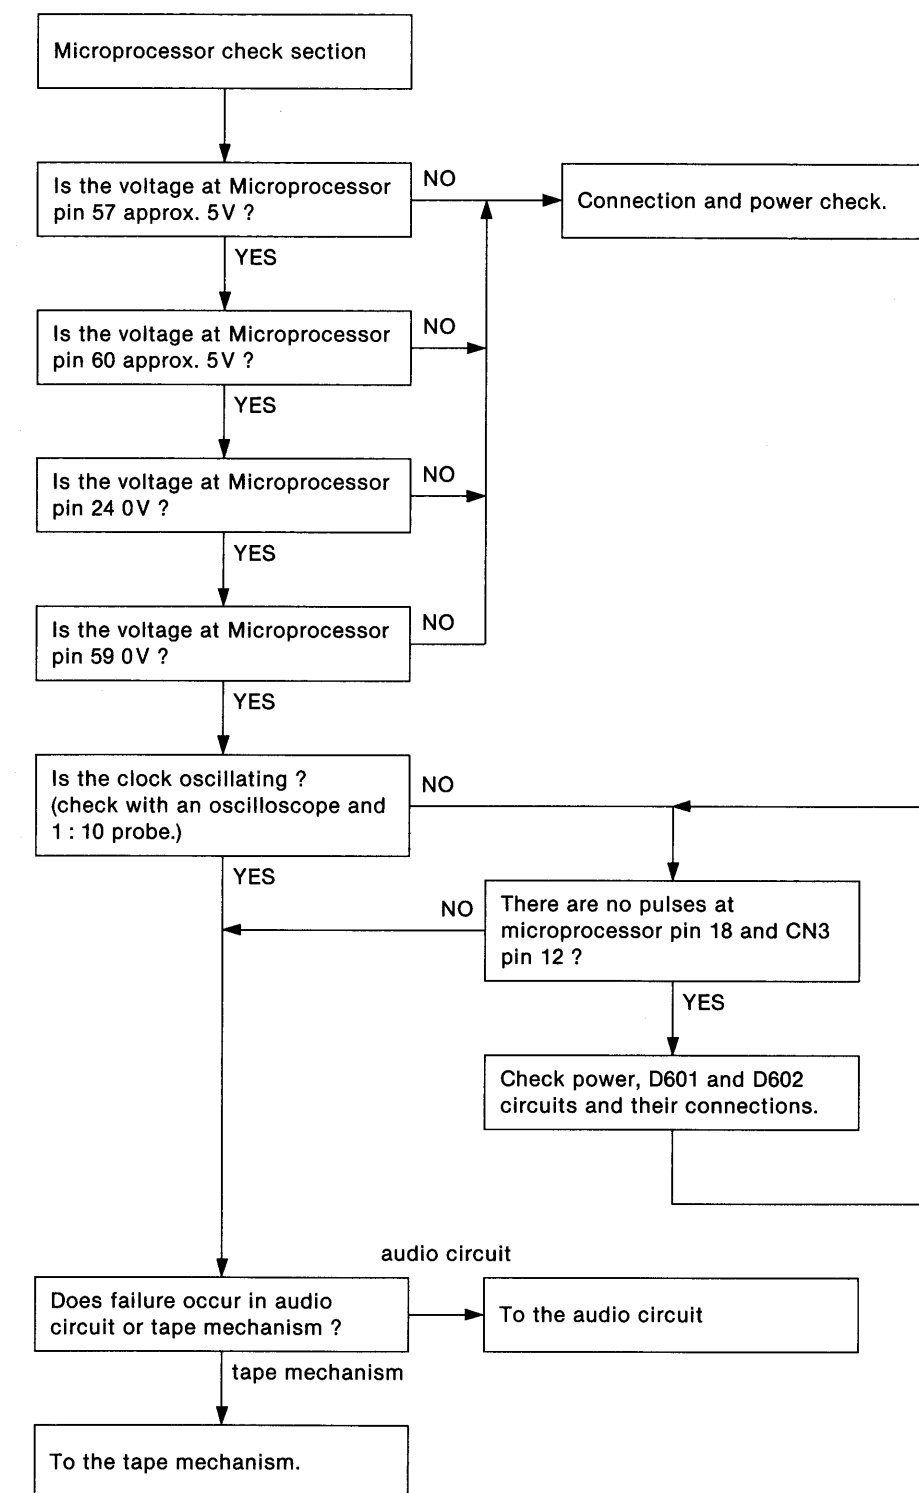 Microprocessor check section
Is the voltage at Microprocessor
pin 57 approx. 5V ?
NO
Connection and power check.
YES
Is the voltage at Microprocessor
pin 60 approx. 5V ?
NO
YES
Is the voltage at Microprocessor
pin 24 0V ?
NO
YES
Is the voltage at Microprocessor
pin 59 0V ?
NO
YES
Is the clock oscillating ?
(check with an oscilloscope and
1 : 10 probe.)
NO
YES
NO
There are no pulses at
microprocessor pin 18 and CN3
pin 12 ?
YES
Check power, D601 and D602
circuits and their connections.
audio circuit
Does failure occur in audio
circuit or tape mechanism ?
To the audio circuit
tape mechanism
To the tape mechanism.